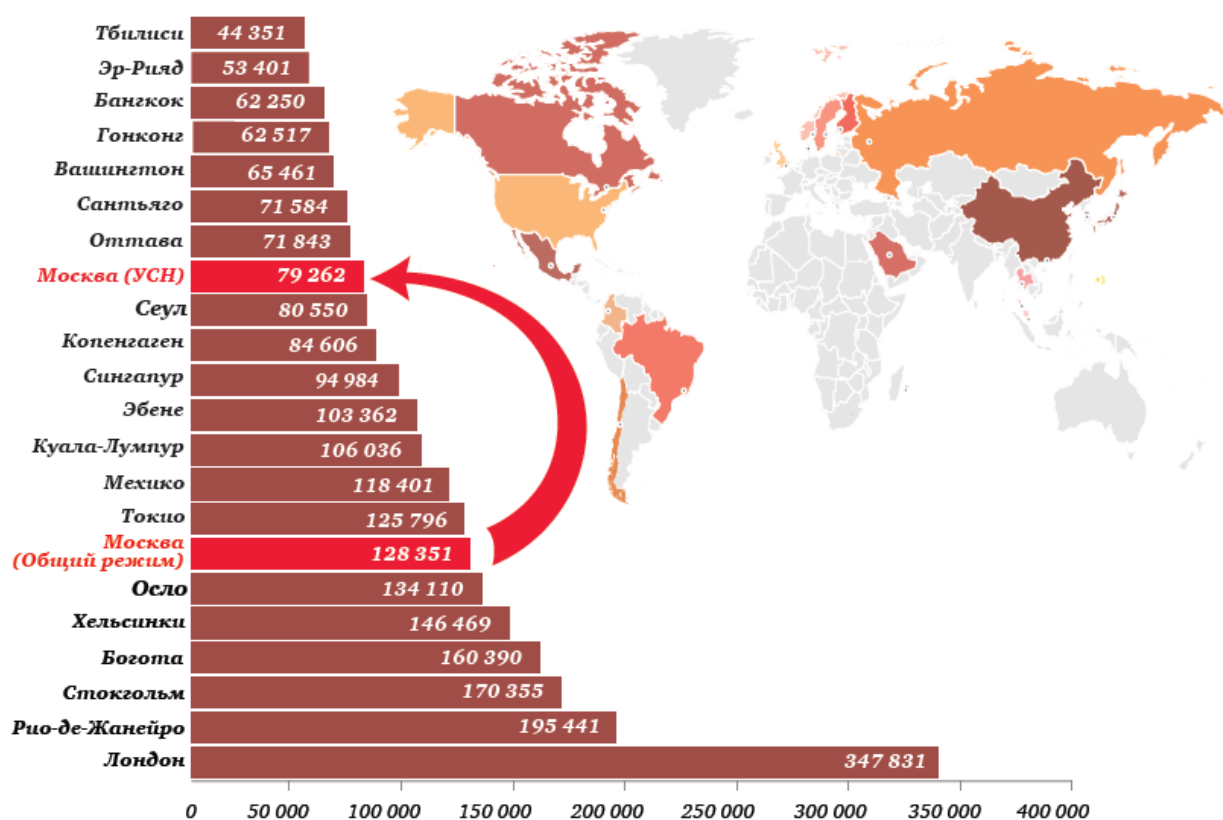 Тбилиси 44 351
Эр-Рияд 53 401
Бангкок 62 250
Гонконг 62 517
Вашингтон 65 461
Сантьяго 71 584
Оттава 71 843
Москва (УСН) 79 262
Сеул 80 550
Копенгаген 84 606
Сингапур 94 984
Эбене 103 362
Куала-Лумпур 106 036
Мехико 118 401
Токио 125 796
Москва
(Общий режим) 128 351
Осло 134 110
Хельсинки 146 469
Богота 160 390
Стокгольм 170 355
Рио-де-Жанейро 195 441
Лондон 347 831
0 50 000 100 000 150 000 200 000 250 000 300 000 350 000 400 000